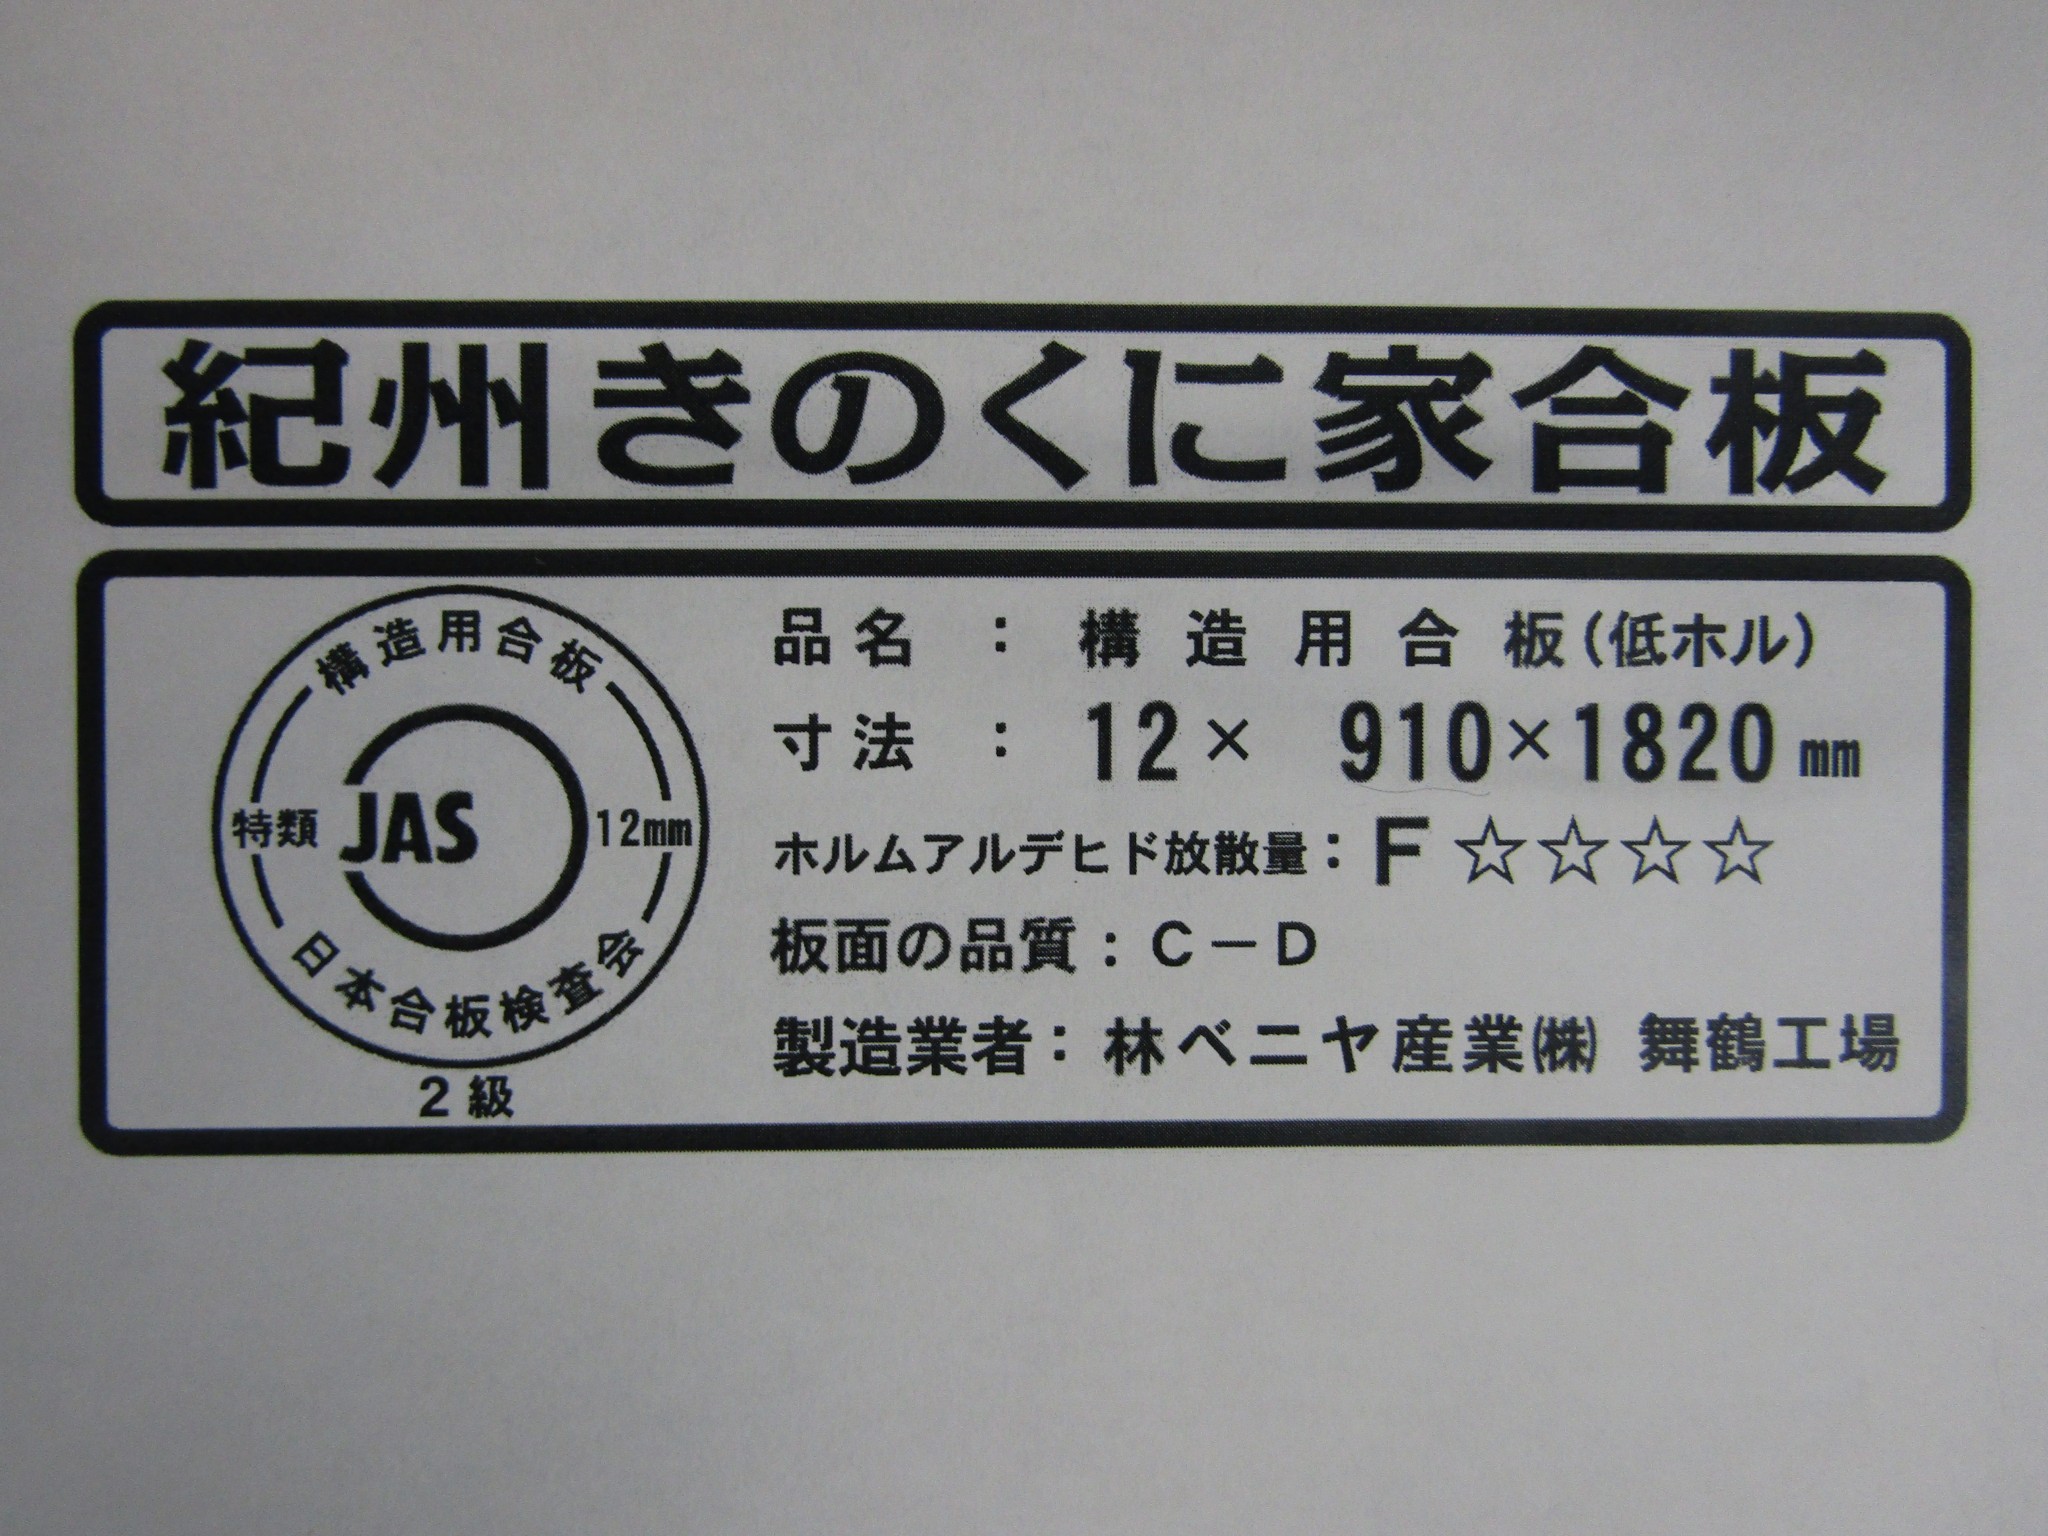 紀州きのくに家合板
構造用合板
特類 JAS 12mm
日本合板検査会
2級
品名 : 構造用合板(低ホル)
寸法 : 12× 910×1820mm
ホルムアルデヒド放散量:F☆☆☆☆
板面の品質:C-D
製造業者:林ベニヤ産業㈱ 舞鶴工場